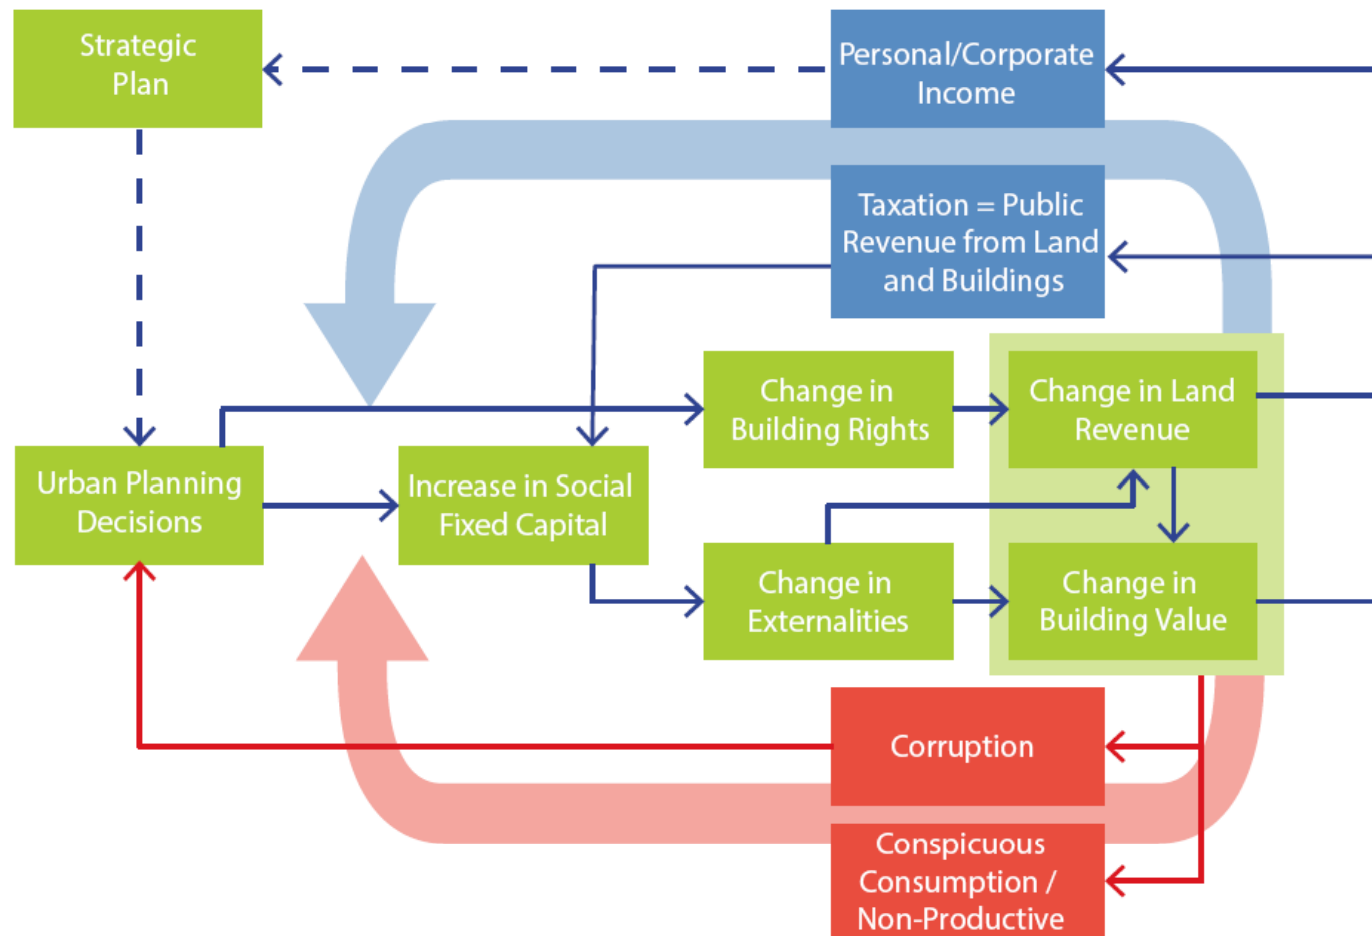 Strategic
Plan
Personal/Corporate
Income
Taxation = Public
Revenue from Land
and Buildings
Change in
Building Rights
Change in Land
Revenue
Urban Planning
Decisions
Increase in Social
Fixed Capital
Change in
Externalities
Change in
Building Value
Corruption
Conspicuous
Consumption /
Non-Productive